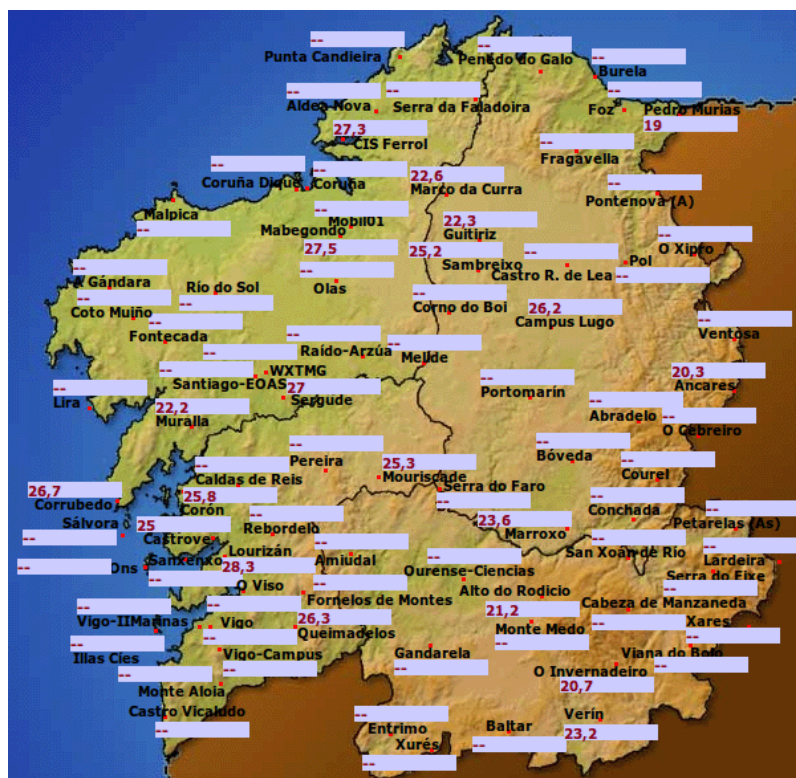 --
Punta Candieira
--
Penedo do Galo
--
Burela
--
Aldea Nova
--
Serra da Faladoira
--
Foz
Pedro Murias
19
27,3
CIS Ferrol
--
Fragavella
--
Coruña Dique
--
Coruña
22,6
Marco da Curra
--
Pontenova (A)
Malpica
--
--
Mobil01
Mabegondo
27,5
22,3
Guitiriz
25,2
Sambreixo
--
Castro R. de Lea
Pol
--
--
O Xipro
--
A Gándara
--
Río do Sol
--
Olas
--
Coto Muiño
--
Fontecada
--
Corno do Boi
26,2
Campus Lugo
--
Ventosa
--
Raído-Arzúa
--
Melide
--
Santiago-EOAS
WXTMG
27
Sergude
--
Lira
22,2
Muralla
--
Portomarín
20,3
Ancares
--
Abradelo
--
O Cebreiro
--
Pereira
25,3
Mouriscade
--
Bóveda
--
Courel
--
Caldas de Reis
26,7
Corrubedo
25,8
Corón
Serra do Faro
--
--
Conchada
--
Petarelas (As)
Sálvora
--
25
Castrove
--
Rebordelo
23,6
Marroxo
--
San Xoán de Río
--
Lardeira
Ons
--
Sanxenxo
--
Lourizán
28,3
--
Amiudal
--
Ourense-Ciencias
--
Serra do Eixe
--
O Viso
--
Fornelos de Montes
--
Alto do Rodicio
--
Cabeza de Manzaneda
--
Xares
--
Vigo-IIM
arinas
--
Vigo
26,3
Queimadelos
21,2
Monte Medo
--
--
Illas Cíes
--
Vigo-Campus
Gandarela
--
--
Viana do Bolo
--
--
Monte Aloia
--
O Invernadeiro
20,7
--
Castro Vicaludo
--
--
Entrimo
--
Xurés
--
Baltar
--
Verín
23,2